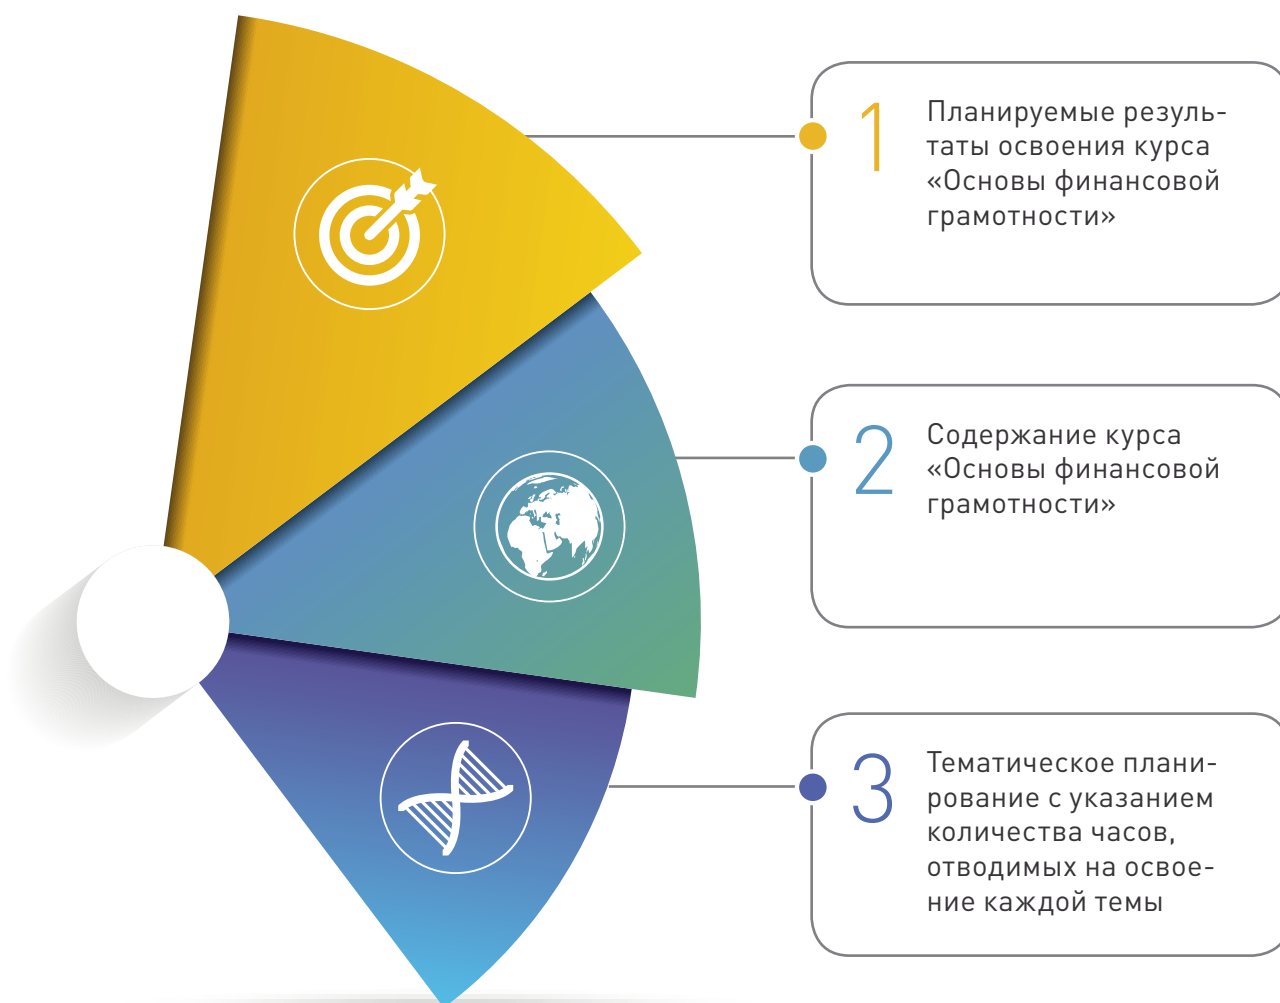 1
Планируемые резуль-
таты освоения курса
«Основы финансовой
грамотности»
2
Содержание курса
«Основы финансовой
грамотности»
3
Тематическое плани-
рование с указанием
количества часов,
отводимых на освое-
ние каждой темы